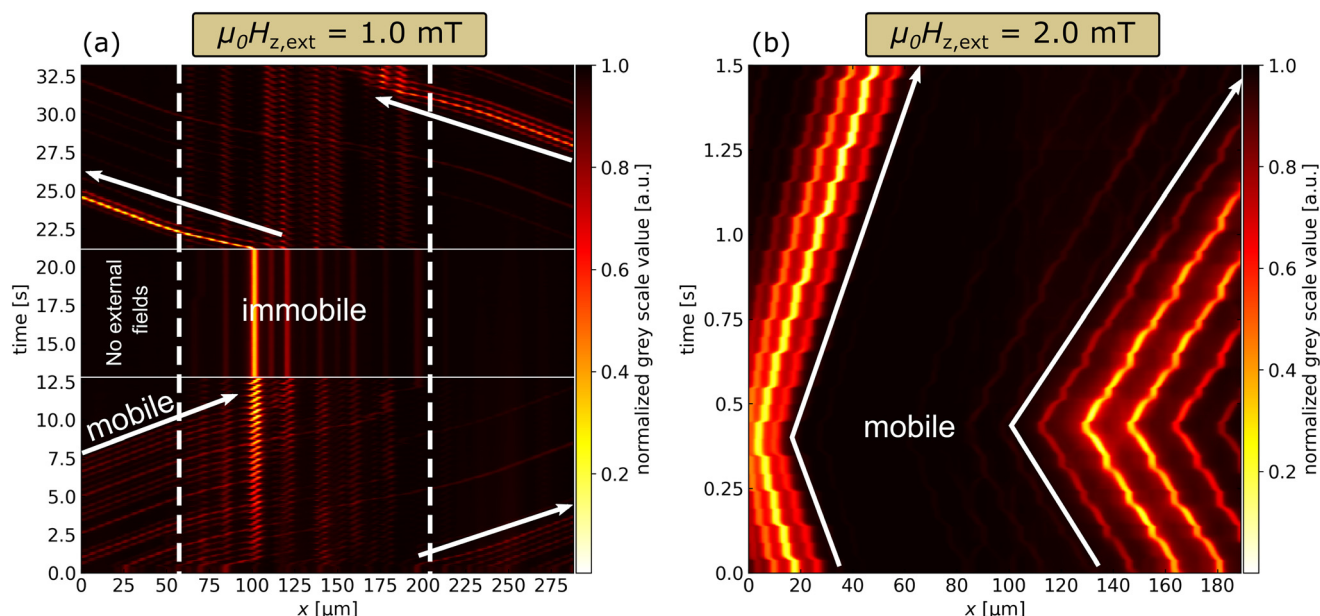 (a)
μ₀H_z,ext = 1.0 mT
(b)
μ₀H_z,ext = 2.0 mT
32.5
30.0
27.5
25.0
22.5
20.0
17.5
15.0
12.5
10.0
7.5
5.0
2.5
0.0
time [s]
No external
fields
immobile
mobile
0 25 50 75 100 125 150 175 200 225 250 275
x [μm]
1.0
0.8
0.6
0.4
0.2
normalized grey scale value [a.u.]
1.5
1.25
1.0
0.75
0.5
0.25
0.0
time [s]
mobile
0 20 40 60 80 100 120 140 160 180
x [μm]
1.0
0.8
0.6
0.4
0.2
normalized grey scale value [a.u.]